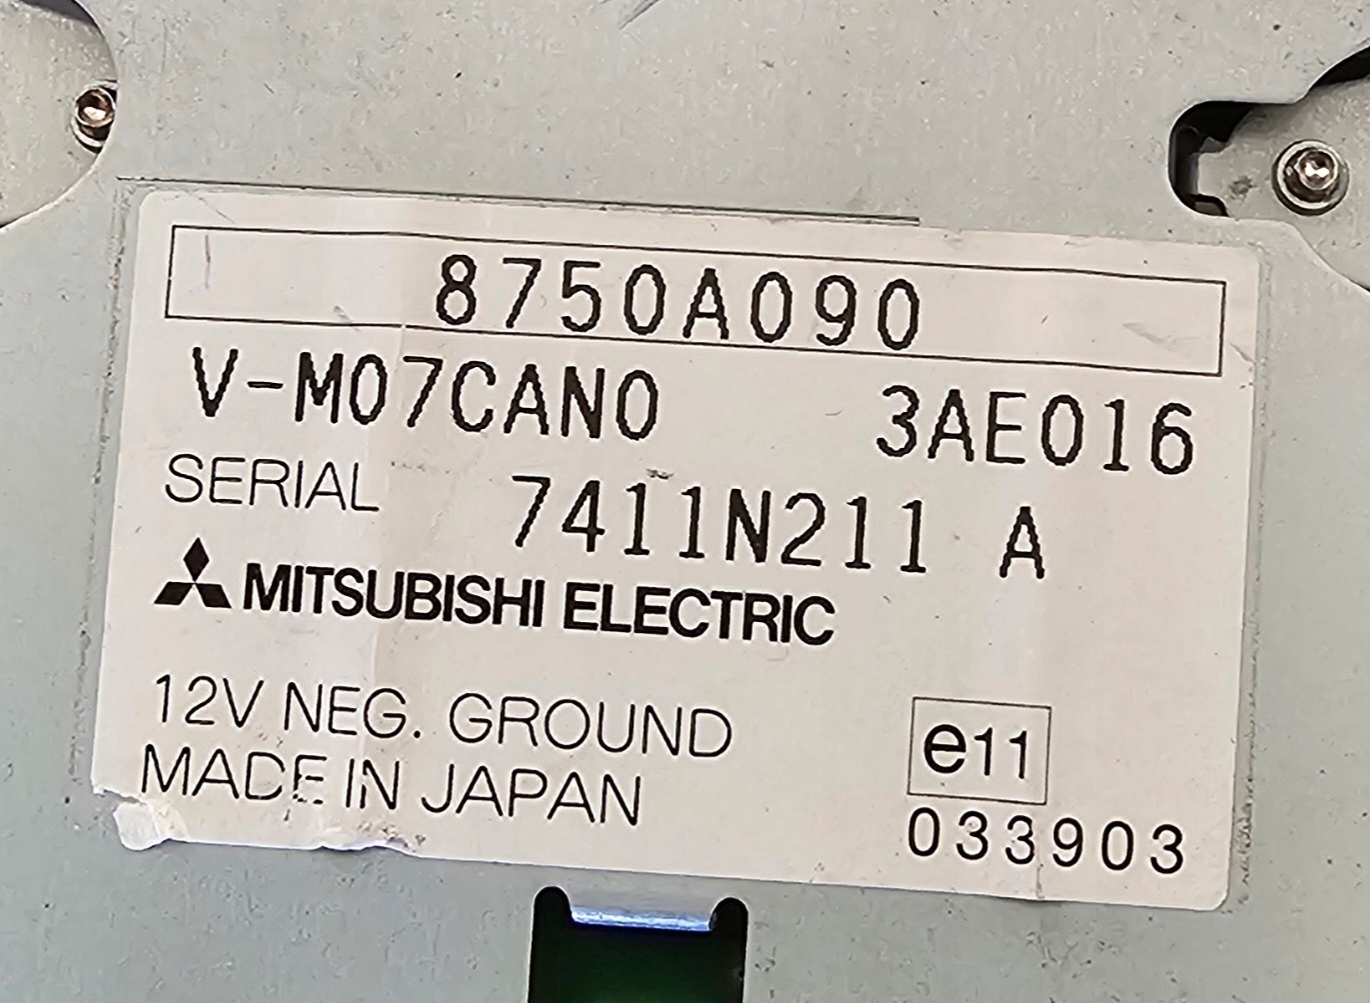 8750A090
V-M07CAN0 3AE016
SERIAL 7411N211 A
MITSUBISHI ELECTRIC
12V NEG. GROUND
MADE IN JAPAN
e11
033903